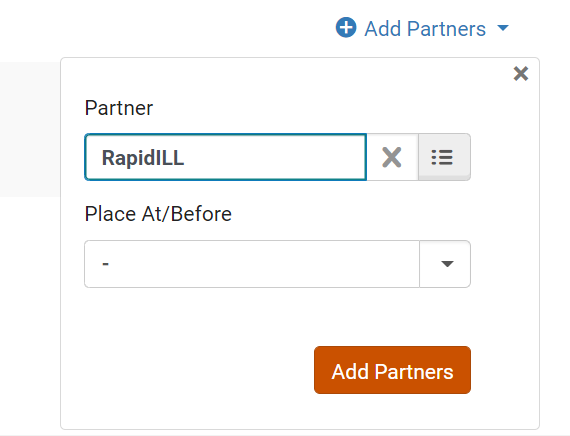 Add Partners
Partner
RapidILL
Place At/Before
-
Add Partners